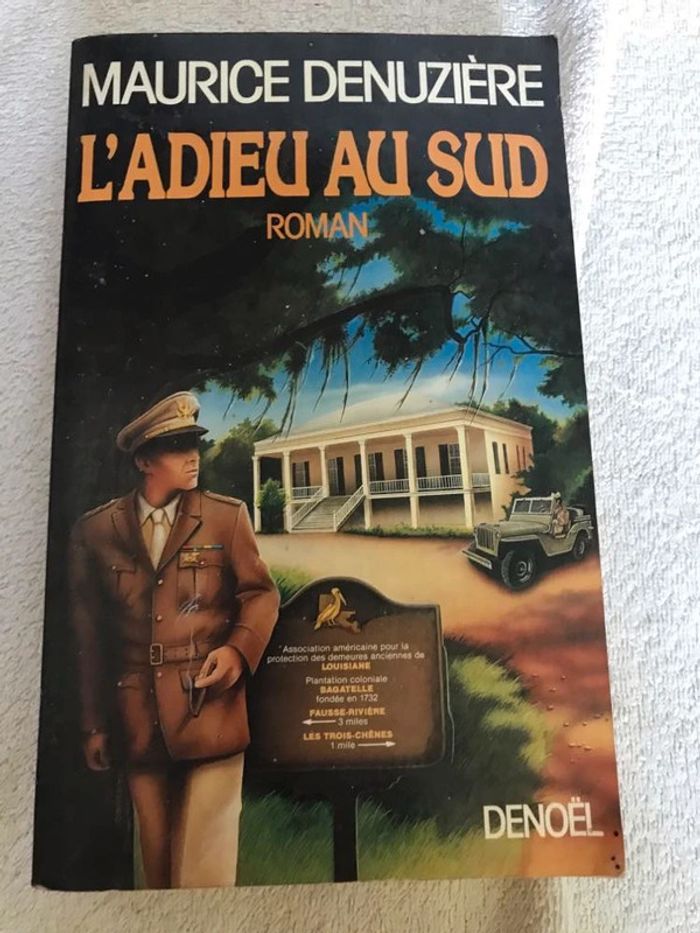 MAURICE DENUZIÈRE
L'ADIEU AU SUD
ROMAN
Association américaine pour la
protection des demeures anciennes de
LOUISIANE
Plantation coloniale
BAGATELLE
fondée en 1732
FAUSSE-RIVIÈRE
3 miles
LES TROIS-CHÊNES
1 mile
DENOËL